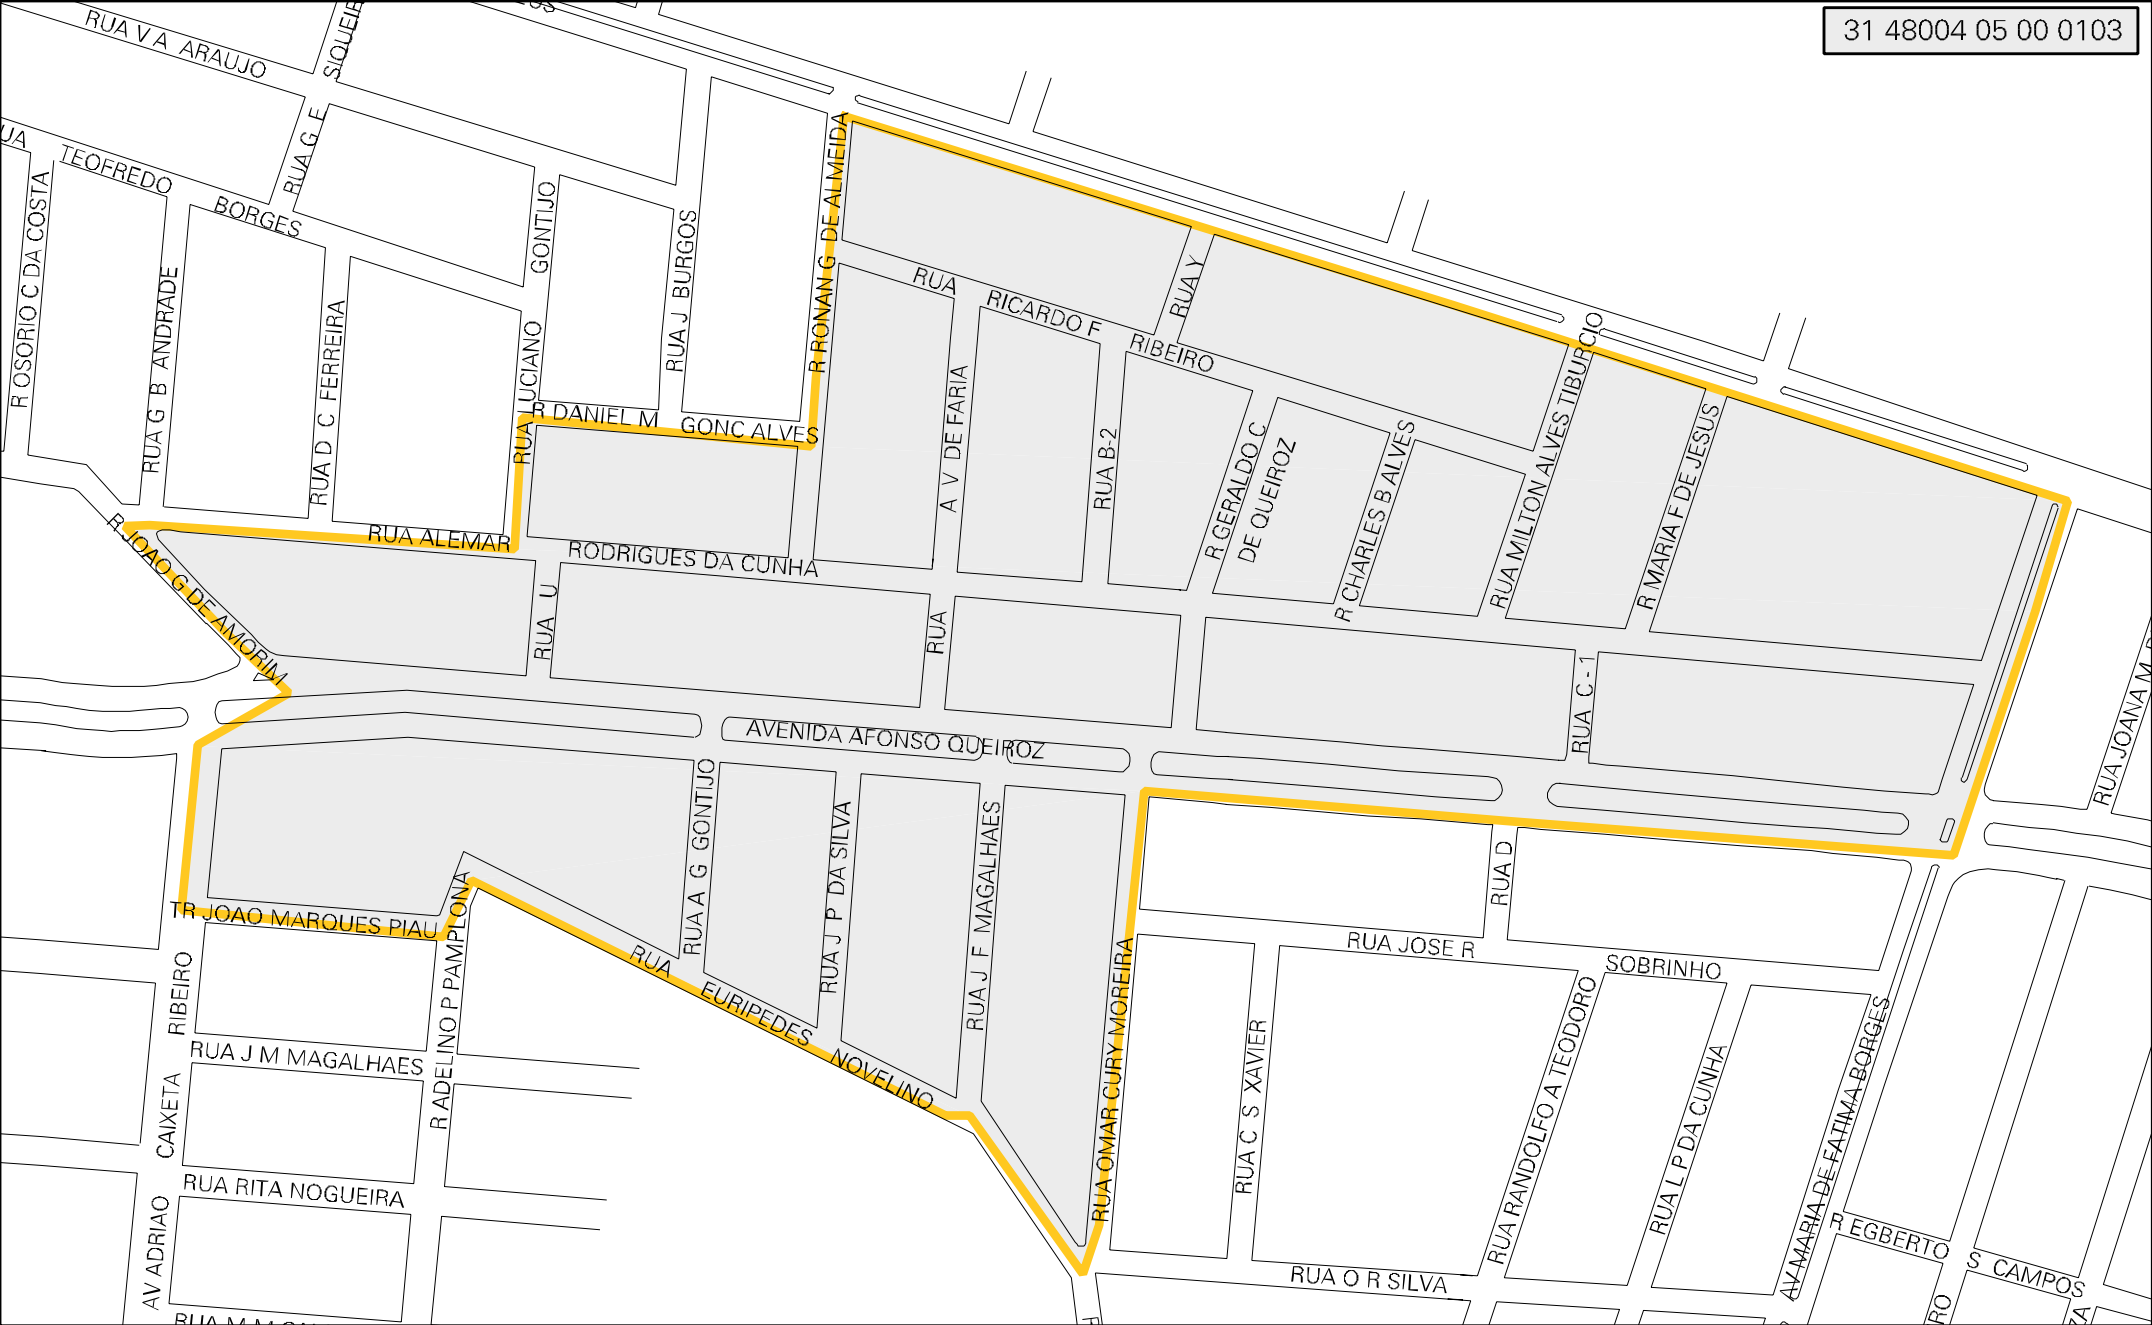 31 48004 05 00 0103
RUA V A ARAUJO
RUA G E SIQUEIR
TEOFREDO BORGES
R OSORIO C DA COSTA
RUA G B ANDRADE
RUA D C FERREIRA
RUA LUCIANO GONTIJO
RUA J BURGOS
R RONAN G DE ALMEIDA
R DANIEL M GONC ALVES
RUA RICARDO F RIBEIRO
RUA Y
RUA A V DE FARIA
RUA B-2
R GERALDO C
DE QUEIROZ
R CHARLES B ALVES
RUA MILTON ALVES TIBURCIO
R MARIA F DE JESUS
RUA ALEMAR RODRIGUES DA CUNHA
R JOAO G DE AMORIM
RUA U
RUA C-1
RUA JOANA M
AVENIDA AFONSO QUEIROZ
RUA A G GONTIJO
RUA J P DA SILVA
RUA J F MAGALHAES
RUA D
TR JOAO MARQUES PIAU
R ADELINO P PAMPLONA
RUA EURIPEDES NOVELINO
RUA OMAR CURY MOREIRA
RUA JOSE R SOBRINHO
RUA C S XAVIER
RUA RANDOLFO A TEODORO
RUA L P DA CUNHA
AV MARIA DE FATIMA BORGES
AV ADRIAO CAIXETA RIBEIRO
RUA J M MAGALHAES
RUA RITA NOGUEIRA
RUA O R SILVA
R EGBERTO S CAMPOS